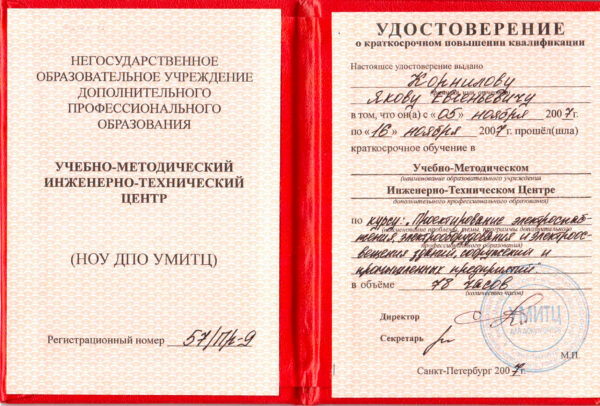 НЕГОСУДАРСТВЕННОЕ
ОБРАЗОВАТЕЛЬНОЕ УЧРЕЖДЕНИЕ
ДОПОЛНИТЕЛЬНОГО
ПРОФЕССИОНАЛЬНОГО
ОБРАЗОВАНИЯ
УЧЕБНО-МЕТОДИЧЕСКИЙ
ИНЖЕНЕРНО-ТЕХНИЧЕСКИЙ
ЦЕНТР
(НОУ ДПО УМИТЦ)
Регистрационный номер 57/Пр-9
УДОСТОВЕРЕНИЕ
о краткосрочном повышении квалификации
Настоящее удостоверение выдано
Корнилову
Якову Евгеньевичу
в том, что он(а) с «05» ноября 2007г.
по «16» ноября 2007г. прошёл(шла)
краткосрочное обучение в
Учебно-Методическом
(наименование образовательного учреждения
Инженерно-Техническом Центре
дополнительного профессионального образования)
по курсу: „Проектирование электроснаб-
(наименование проблемы, темы, программы дополнительного
жения, электрооборудования и электроос-
профессионального образования)
вещения зданий, сооружений и
промышленных предприятий"
в объёме 78 часов
(количество часов)
Директор
Секретарь
УМИТЦ
М.П.
Санкт-Петербург 2007г.